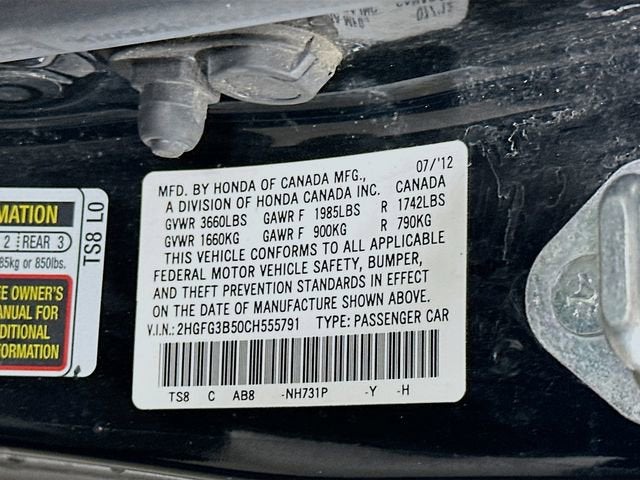 MFD. BY HONDA OF CANADA MFG., 07/'12
A DIVISION OF HONDA CANADA INC. CANADA
GVWR 3660LBS GAWR F 1985LBS R 1742LBS
GVWR 1660KG GAWR F 900KG R 790KG
THIS VEHICLE CONFORMS TO ALL APPLICABLE
FEDERAL MOTOR VEHICLE SAFETY, BUMPER,
AND THEFT PREVENTION STANDARDS IN EFFECT
ON THE DATE OF MANUFACTURE SHOWN ABOVE.
V.I.N.: 2HGFG3B50CH555791 TYPE: PASSENGER CAR
TS8 C AB8 -NH731P -Y -H
MATION
2 REAR 3
85kg or 850lbs.
E OWNER'S
ANUAL FOR
DITIONAL
FORMATION
TS8 L0